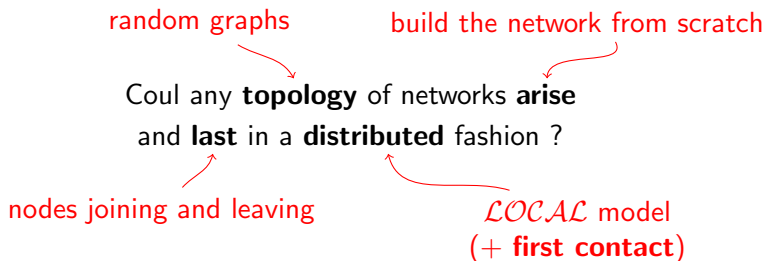 random graphs
build the network from scratch
Coul any topology of networks arise
and last in a distributed fashion ?
nodes joining and leaving
LOCAL model
(+ first contact)